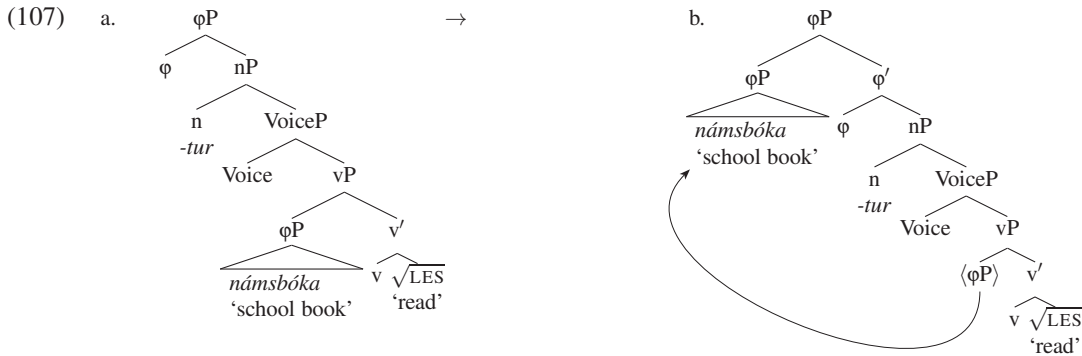 (107) a. φP → b. φP
φ nP φP φ′
n VoiceP námsbóka φ nP
-tur ‘school book’
Voice vP n VoiceP
-tur
φP v′ Voice vP
námsbóka v √LES ⟨φP⟩ v′
‘school book’ ‘read’
v √LES
‘read’